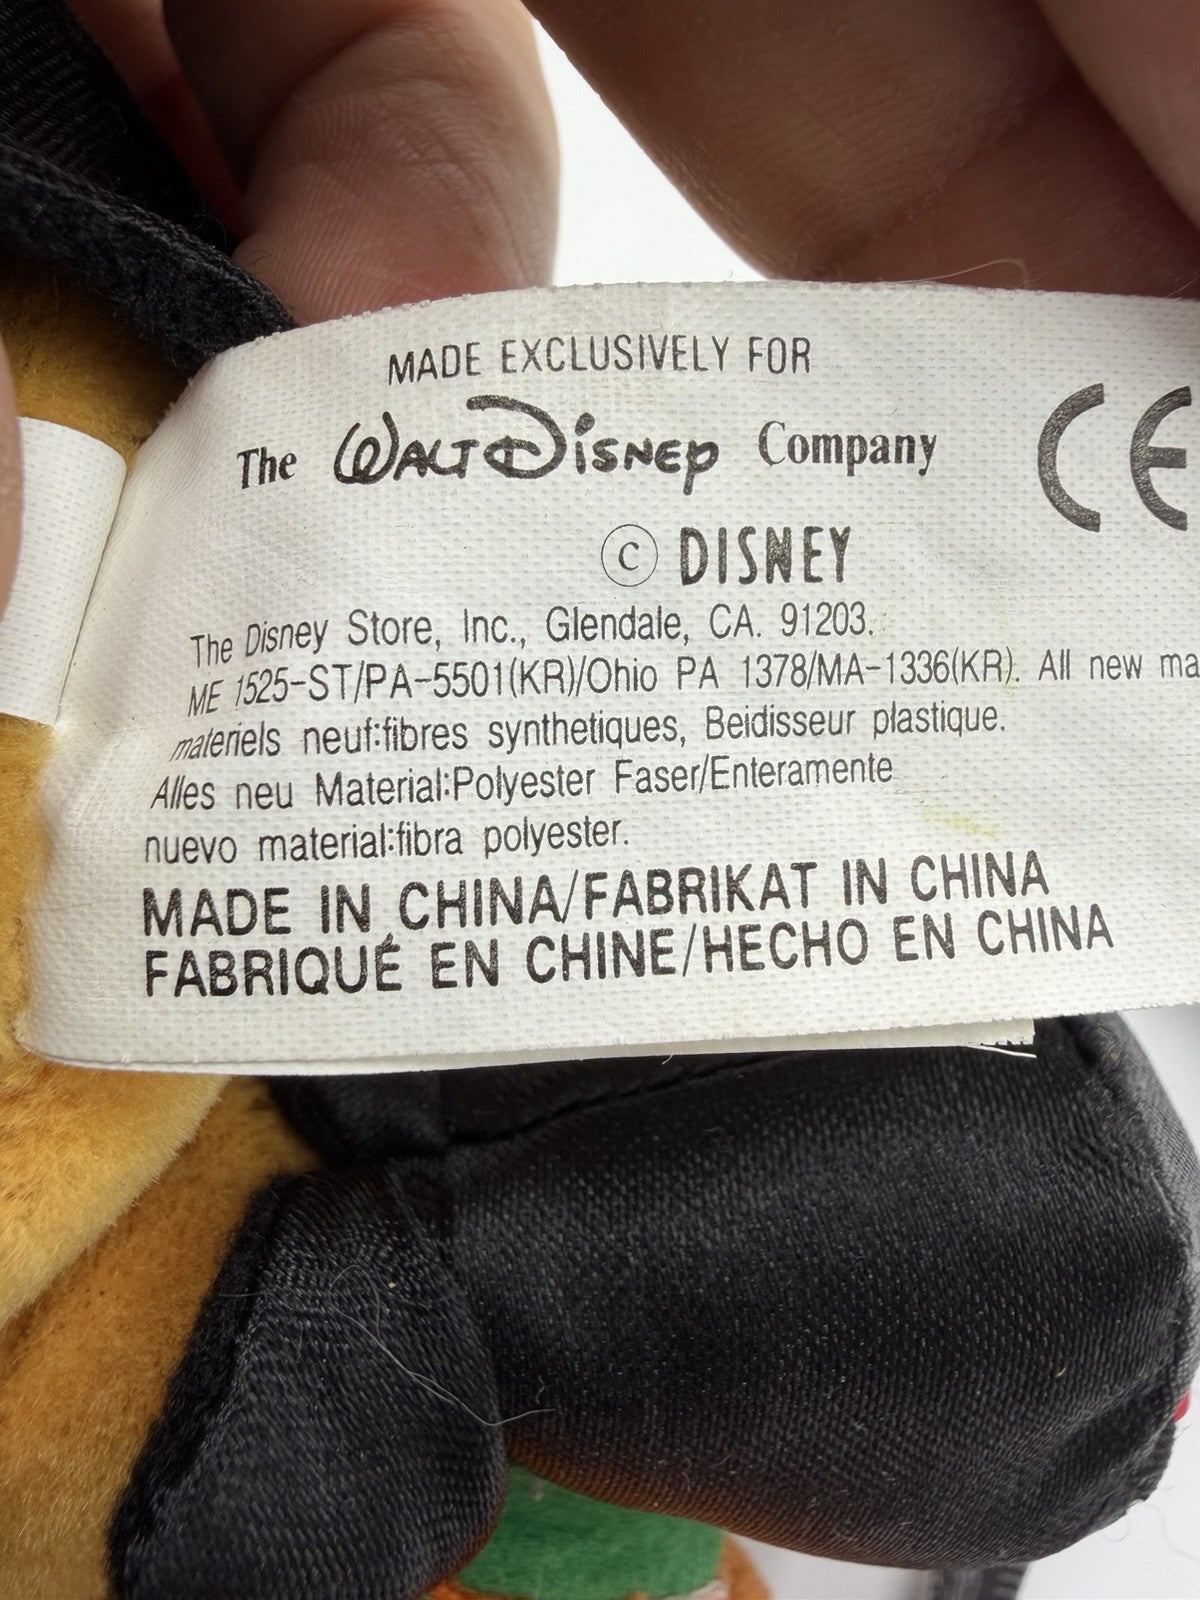 MADE EXCLUSIVELY FOR
The WALT DISNEY Company CE
© DISNEY
The Disney Store, Inc., Glendale, CA. 91203.
ME 1525-ST/PA-5501(KR)/Ohio PA 1378/MA-1336(KR). All new ma
materiels neuf:fibres synthetiques, Beidisseur plastique.
Alles neu Material:Polyester Faser/Enteramente
nuevo material:fibra polyester.
MADE IN CHINA/FABRIKAT IN CHINA
FABRIQUÉ EN CHINE/HECHO EN CHINA